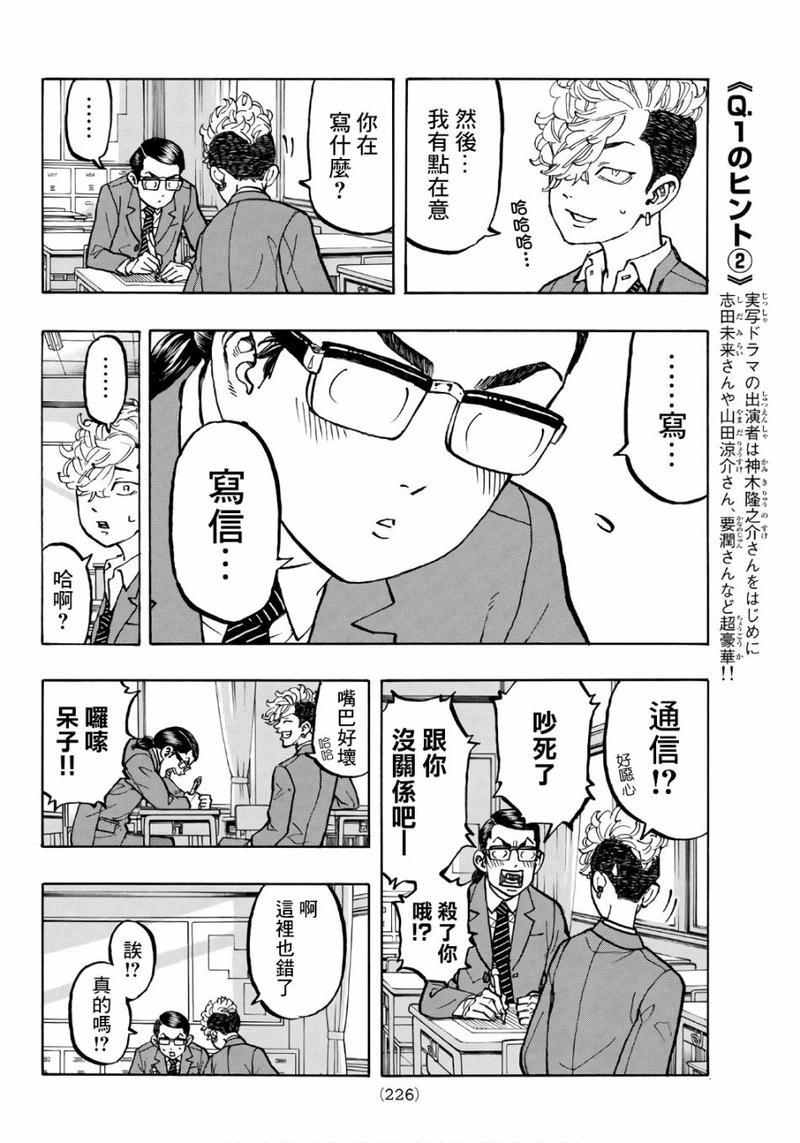 《Q.1のヒント②》
実写ドラマの出演者は神木隆之介さんをはじめに
志田未来さんや山田涼介さん、要潤さんなど超豪華!!
然後…
我有點在意
哈哈哈…
你在
寫什麼?
……
寫…
寫信…
……
哈啊?
通信!?
好噁心
吵死了
跟你
沒關係吧ー
殺了你
哦!?
嘴巴好壞
哈哈
囉嗦
呆子!!
啊
這裡也錯了
誒!?
真的嗎!?
(226)